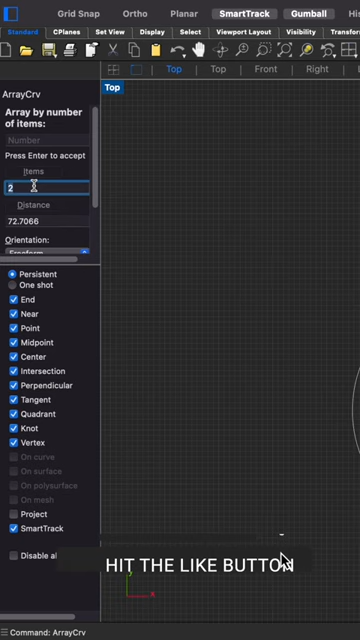 Grid Snap Ortho Planar SmartTrack Gumball
Standard CPlanes Set View Display Select Viewport Layout Visibility
Top Top Front Right
ArrayCrv
Array by number of items:
Number
Press Enter to accept
Items
2
Distance
72.7066
Orientation:
Freeform
Persistent
One shot
End
Near
Point
Midpoint
Center
Intersection
Perpendicular
Tangent
Quadrant
Knot
Vertex
On curve
On surface
On polysurface
On mesh
Project
SmartTrack
Disable al
Top
HIT THE LIKE BUTTON
y
x
Command: ArrayCrv